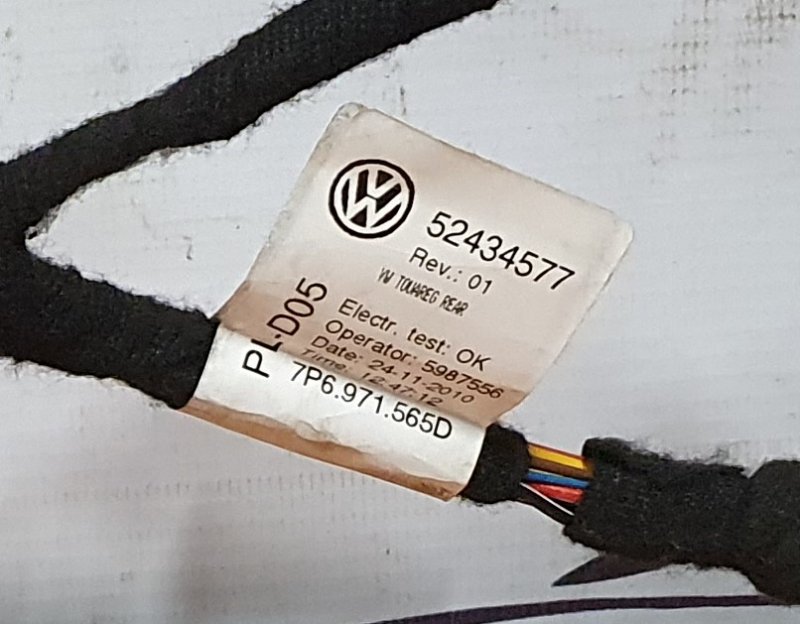 52434577
Rev.: 01
VW TOUAREG REAR
PL.D05
Electr. test: OK
Operator: 5987556
Date: 24-11-2010
Time: 12:47:12
7P6.971.565D